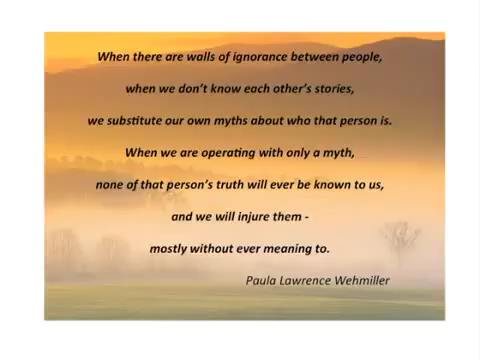 When there are walls of ignorance between people,
when we don't know each other's stories,
we substitute our own myths about who that person is.
When we are operating with only a myth,
none of that person's truth will ever be known to us,
and we will injure them -
mostly without ever meaning to.
Paula Lawrence Wehmiller